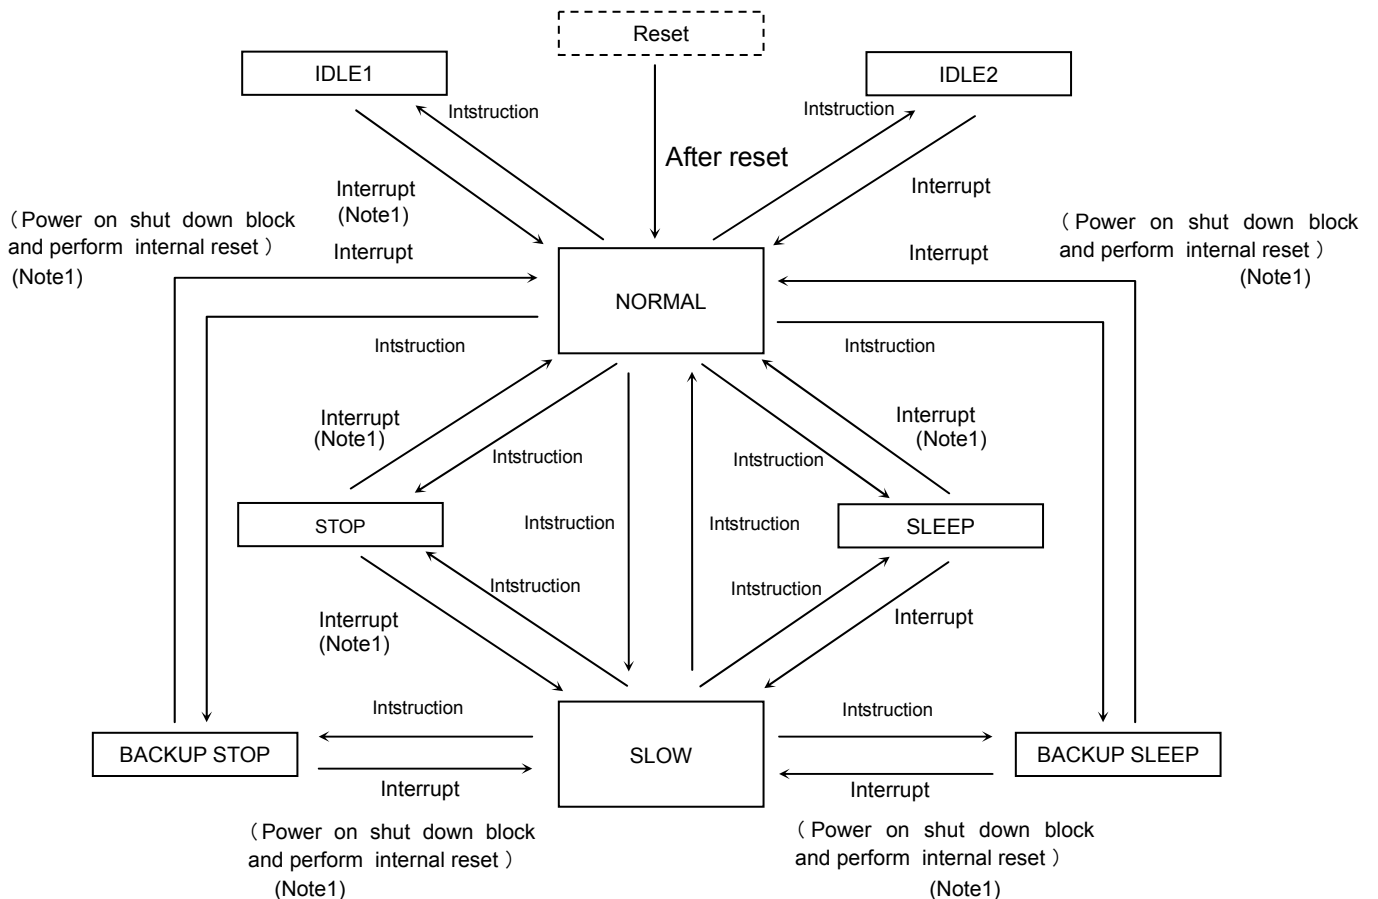 Reset
IDLE1
IDLE2
Intstruction
Intstruction
After reset
Interrupt
(Note1)
Interrupt
（Power on shut down block
and perform internal reset）
(Note1)
Interrupt
（Power on shut down block
and perform internal reset）
(Note1)
Interrupt
NORMAL
Intstruction
Intstruction
Interrupt
(Note1)
Interrupt
(Note1)
Intstruction
Intstruction
STOP
Intstruction
Intstruction
SLEEP
Intstruction
Intstruction
Interrupt
(Note1)
Interrupt
Intstruction
Intstruction
BACKUP STOP
SLOW
BACKUP SLEEP
Interrupt
Interrupt
（Power on shut down block
and perform internal reset）
(Note1)
（Power on shut down block
and perform internal reset）
(Note1)